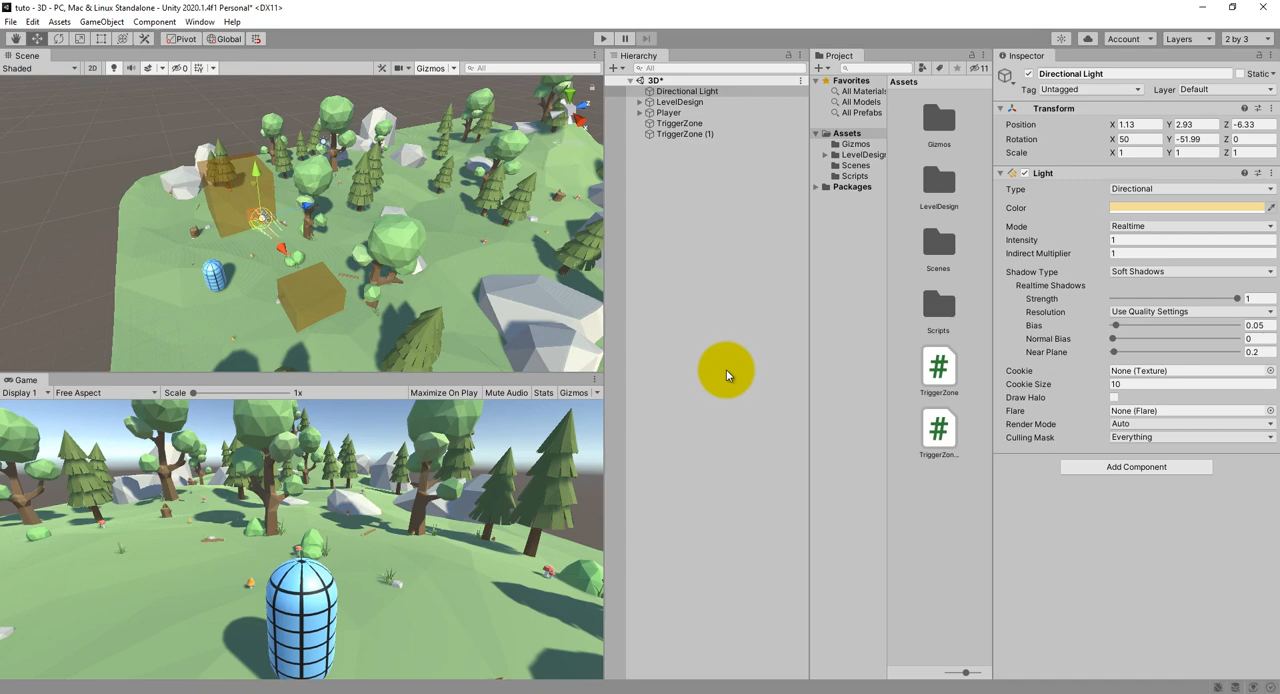 tuto - 3D - PC, Mac & Linux Standalone - Unity 2020.1.4f1 Personal* <DX11>
File Edit Assets GameObject Component Window Help
Pivot Global Account Layers 2 by 3
Scene
Shaded 2D 0 Gizmos All
Game
Display 1 Free Aspect Scale 1x Maximize On Play Mute Audio Stats Gizmos
Hierarchy
All
3D*
Directional Light
LevelDesign
Player
TriggerZone
TriggerZone (1)
Project
11
Favorites
All Materials
All Models
All Prefabs
Assets
Gizmos
LevelDesign
Scenes
Scripts
Packages
Assets
Gizmos
LevelDesign
Scenes
Scripts
#
TriggerZone
#
TriggerZon...
Inspector
Directional Light Static
Tag Untagged Layer Default
Transform
Position X 1.13 Y 2.93 Z -6.33
Rotation X 50 Y -51.99 Z 0
Scale X 1 Y 1 Z 1
Light
Type Directional
Color
Mode Realtime
Intensity 1
Indirect Multiplier 1
Shadow Type Soft Shadows
Realtime Shadows
Strength 1
Resolution Use Quality Settings
Bias 0.05
Normal Bias 0
Near Plane 0.2
Cookie None (Texture)
Cookie Size 10
Draw Halo
Flare None (Flare)
Render Mode Auto
Culling Mask Everything
Add Component